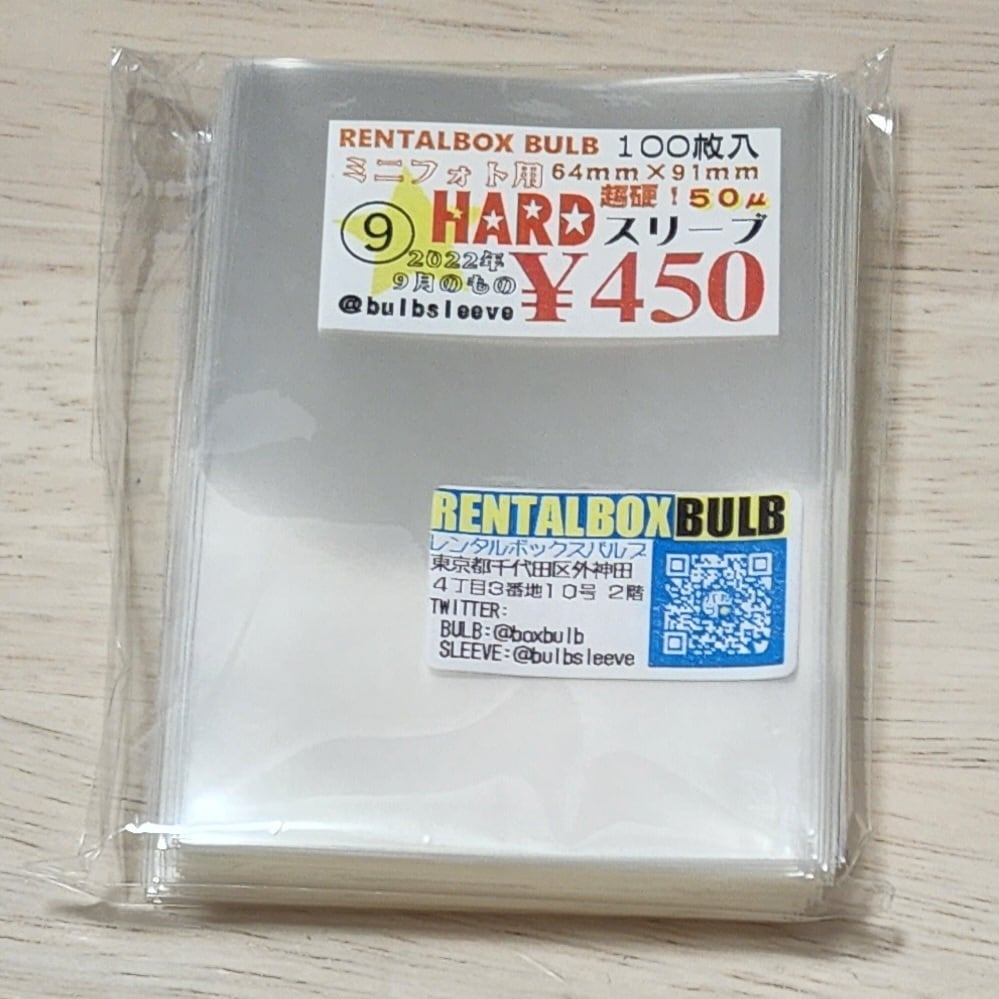 RENTALBOX BULB 100枚入
ミニフォト用 64mm×91mm
超硬！50μ
⑨ HARD スリーブ
2022年
9月のもの ¥450
@bulbsleeve
RENTALBOXBULB
レンタルボックスバルブ
東京都千代田区外神田
4丁目3番地10号 2階
TWITTER:
BULB:@boxbulb
SLEEVE:@bulbsleeve